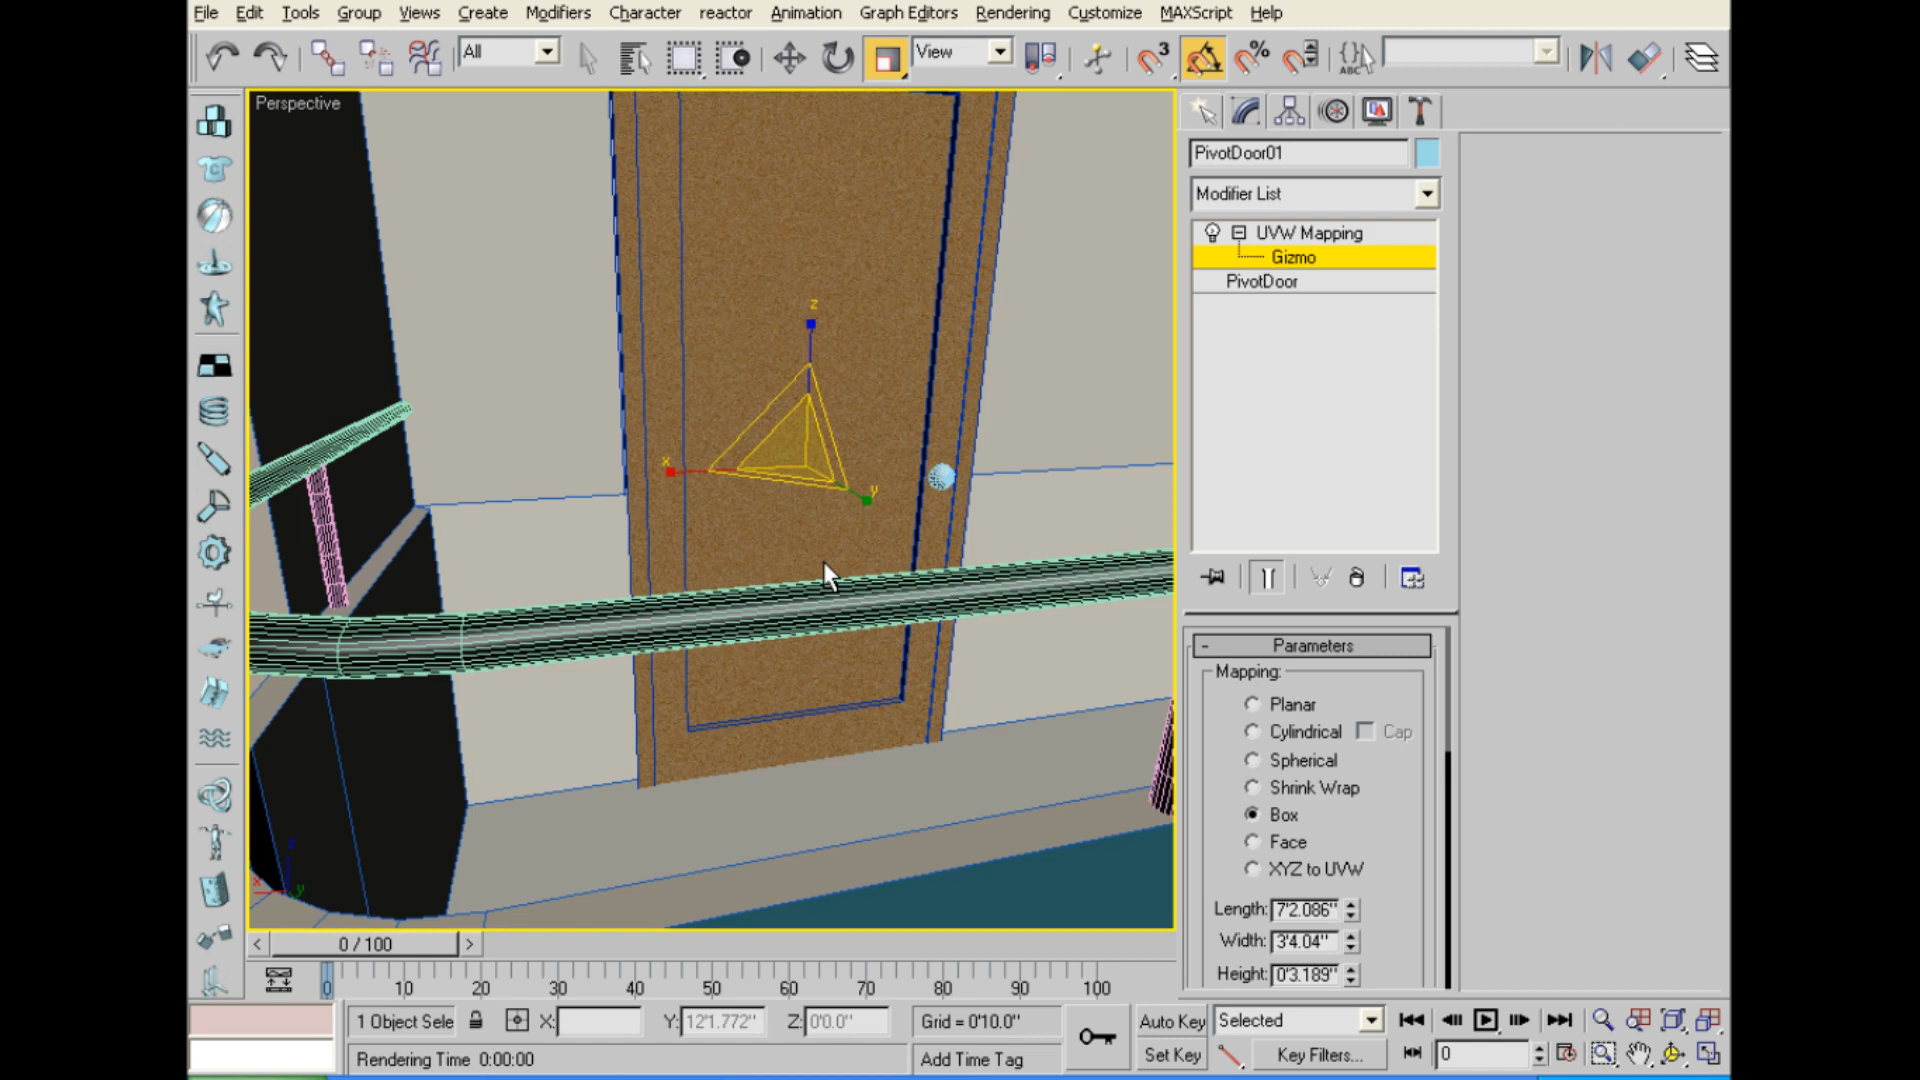 File Edit Tools Group Views Create Modifiers Character reactor Animation Graph Editors Rendering Customize MAXScript Help
All View 3 % ABC
Perspective
PivotDoor01
Modifier List
UVW Mapping
Gizmo
PivotDoor
z
x
y
z
x
y
Parameters
Mapping:
Planar
Cylindrical Cap
Spherical
Shrink Wrap
Box
Face
XYZ to UVW
Length: 7'2.086"
Width: 3'4.04"
Height: 0'3.189"
< 0 / 100 >
0 10 20 30 40 50 60 70 80 90 100
1 Object Sele X: Y: 12'1.772" Z: 0'0.0" Grid = 0'10.0" Auto Key Selected
Rendering Time 0:00:00 Add Time Tag Set Key Key Filters... 0